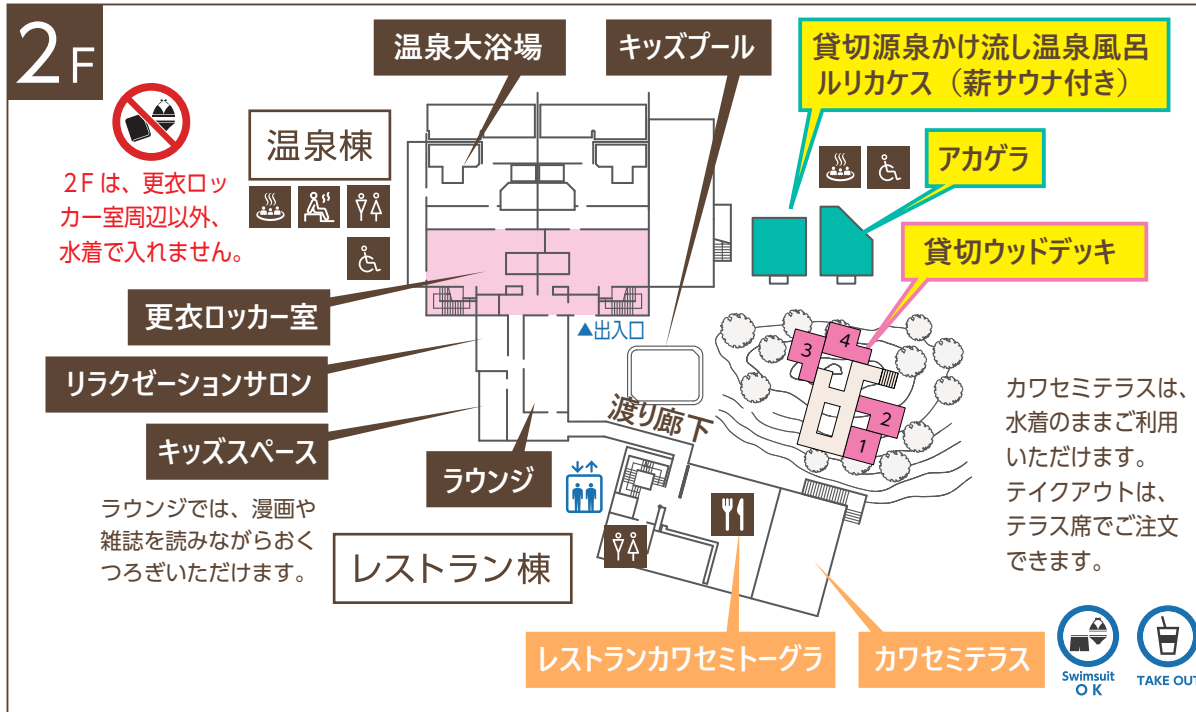 2F
温泉大浴場
キッズプール
貸切源泉かけ流し温泉風呂
ルリカケス（薪サウナ付き）
温泉棟
アカゲラ
2Fは、更衣ロッ
カー室周辺以外、
水着で入れません。
貸切ウッドデッキ
更衣ロッカー室
▲出入口
4
3
2
1
リラクゼーションサロン
カワセミテラスは、
水着のままご利用
いただけます。
テイクアウトは、
テラス席でご注文
できます。
渡り廊下
キッズスペース
ラウンジ
ラウンジでは、漫画や
雑誌を読みながらおく
つろぎいただけます。
レストラン棟
レストランカワセミトーグラ
カワセミテラス
Swimsuit
OK
TAKE OUT